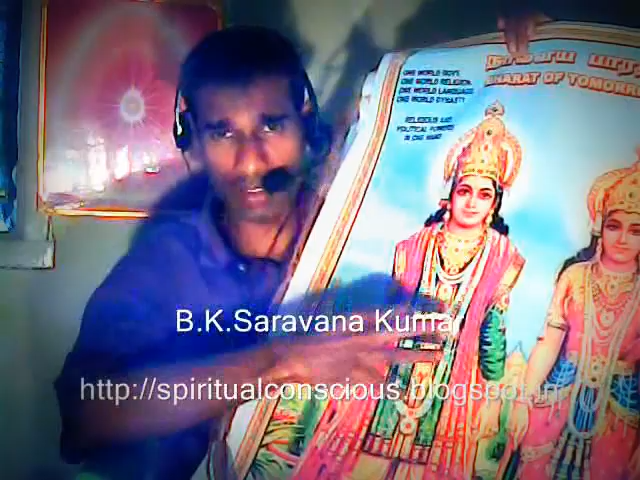 நாளைய பார
BHARAT OF TOMORR
ONE WORLD GOVT.
ONE WORLD RELIGION.
ONE WORLD LANGUAGE
ONE WORLD DYNASTY
RELIGIOUS AND
POLITICAL POWERS
IN ONE HAND
B.K.Saravana Kumar
http://spiritualconscious.blogspot.in